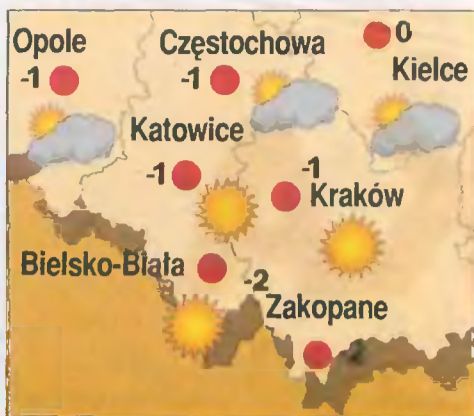 Opole
-1
Częstochowa
-1
0
Kielce
Katowice
-1
-1
Kraków
Bielsko-Biała
-2
Zakopane